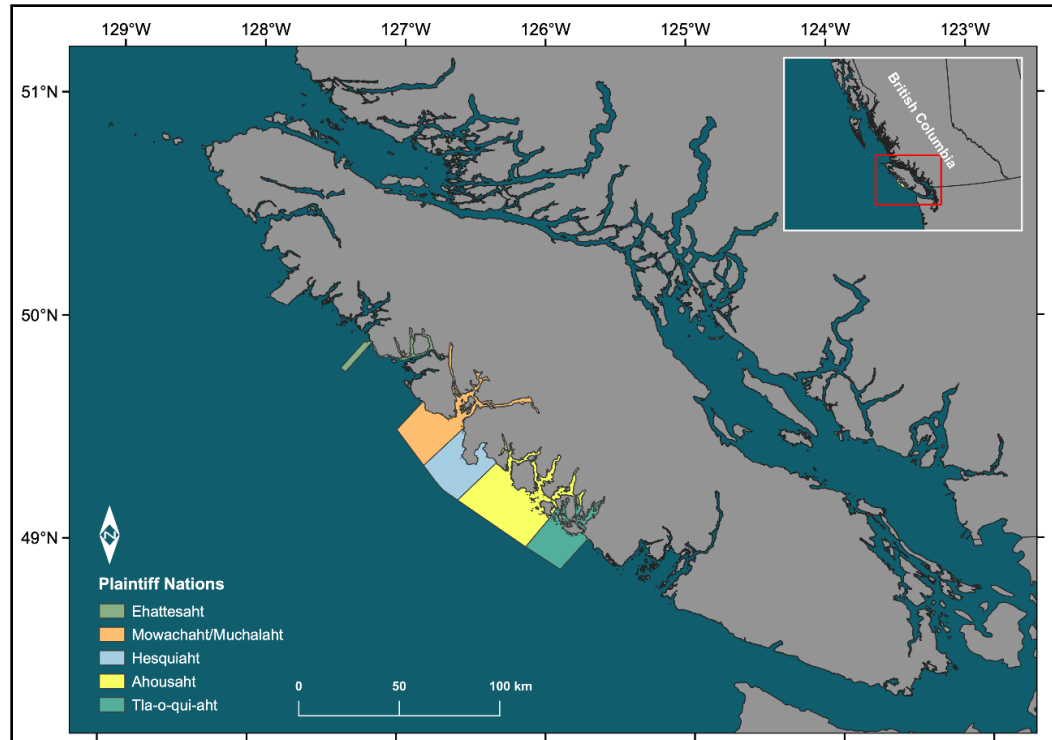 129°W 128°W 127°W 126°W 125°W 124°W 123°W
51°N
50°N
49°N
British Columbia
N
Plaintiff Nations
Ehattesaht
Mowachaht/Muchalaht
Hesquiaht
Ahousaht
Tla-o-qui-aht
0 50 100 km